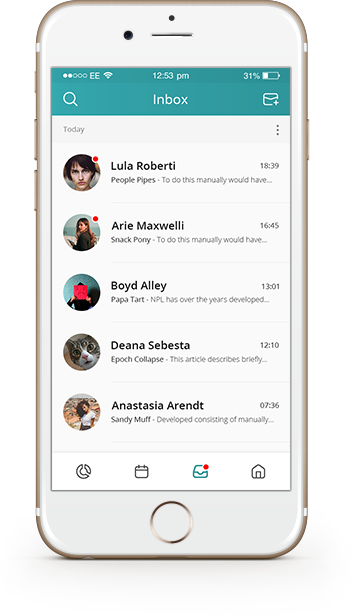 EE 12:53 pm 31%
Inbox
Today
Lula Roberti 18:39
People Pipes - To do this manually would have...
Arie Maxwelli 16:45
Snack Pony - To do this manually would have...
Boyd Alley 13:01
Papa Tart - NPL has over the years developed...
Deana Sebesta 12:10
Epoch Collapse - This article describes briefly...
Anastasia Arendt 07:36
Sandy Muff - Developed consisting of manually...